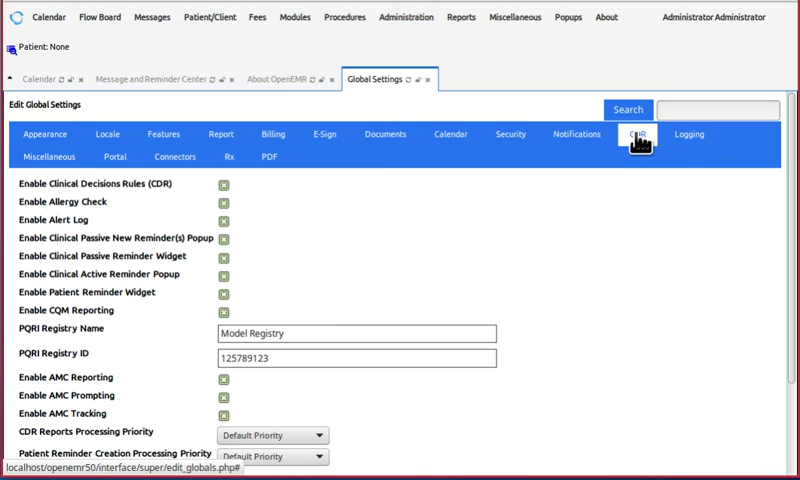 Calendar Flow Board Messages Patient/Client Fees Modules Procedures Administration Reports Miscellaneous Popups About Administrator Administrator
Patient: None
Calendar Message and Reminder Center About OpenEMR Global Settings
Edit Global Settings
Search
Appearance Locale Features Report Billing E-Sign Documents Calendar Security Notifications Logging
Miscellaneous Portal Connectors Rx PDF
Enable Clinical Decisions Rules (CDR)
Enable Allergy Check
Enable Alert Log
Enable Clinical Passive New Reminder(s) Popup
Enable Clinical Passive Reminder Widget
Enable Clinical Active Reminder Popup
Enable Patient Reminder Widget
Enable CQM Reporting
PQRI Registry Name Model Registry
PQRI Registry ID 125789123
Enable AMC Reporting
Enable AMC Prompting
Enable AMC Tracking
CDR Reports Processing Priority Default Priority
Patient Reminder Creation Processing Priority Default Priority
localhost/openemr50/interface/super/edit_globals.php#